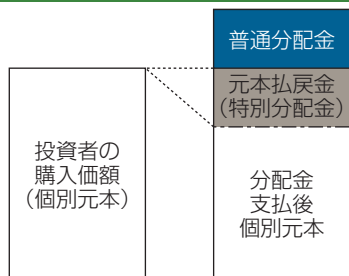 普通分配金
元本払戻金
（特別分配金）
投資者の
購入価額
（個別元本）
分配金
支払後
個別元本